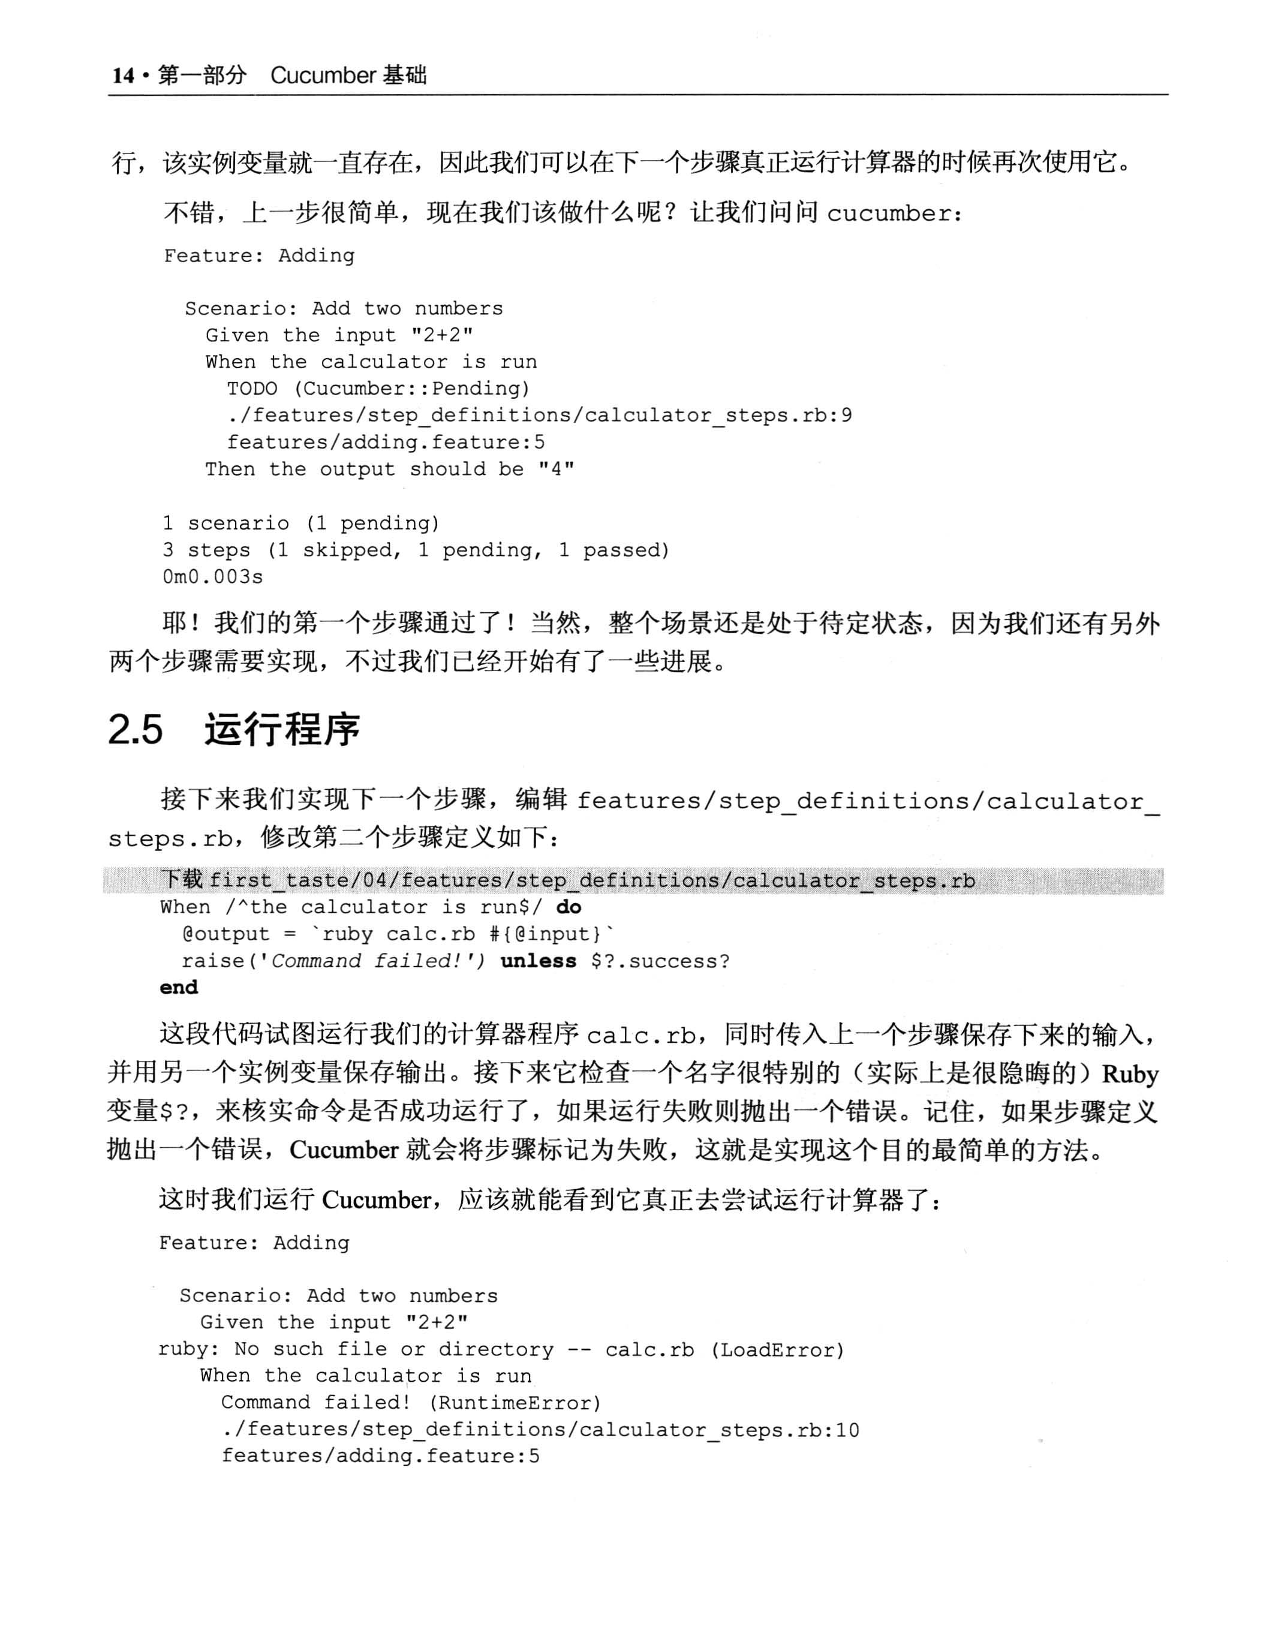 14 • 第一部分 Cucumber 基础
行，该实例变量就一直存在，因此我们可以在下一个步骤真正运行计算器的时候再次使用它。
不错，上一步很简单，现在我们该做什么呢？让我们问问 cucumber：
Feature: Adding
Scenario: Add two numbers
Given the input "2+2"
When the calculator is run
TODO (Cucumber::Pending)
./features/step_definitions/calculator_steps.rb:9
features/adding.feature:5
Then the output should be "4"
1 scenario (1 pending)
3 steps (1 skipped, 1 pending, 1 passed)
0m0.003s
耶！我们的第一个步骤通过了！当然，整个场景还是处于待定状态，因为我们还有另外
两个步骤需要实现，不过我们已经开始有了一些进展。
2.5 运行程序
接下来我们实现下一个步骤，编辑 features/step_definitions/calculator_
steps.rb，修改第二个步骤定义如下：
下载 first_taste/04/features/step_definitions/calculator_steps.rb
When /^the calculator is run$/ do
@output = `ruby calc.rb #{@input}`
raise('Command failed!') unless $?.success?
end
这段代码试图运行我们的计算器程序 calc.rb，同时传入上一个步骤保存下来的输入，
并用另一个实例变量保存输出。接下来它检查一个名字很特别的（实际上是很隐晦的）Ruby
变量$?，来核实命令是否成功运行了，如果运行失败则抛出一个错误。记住，如果步骤定义
抛出一个错误，Cucumber 就会将步骤标记为失败，这就是实现这个目的最简单的方法。
这时我们运行 Cucumber，应该就能看到它真正去尝试运行计算器了：
Feature: Adding
Scenario: Add two numbers
Given the input "2+2"
ruby: No such file or directory -- calc.rb (LoadError)
When the calculator is run
Command failed! (RuntimeError)
./features/step_definitions/calculator_steps.rb:10
features/adding.feature:5